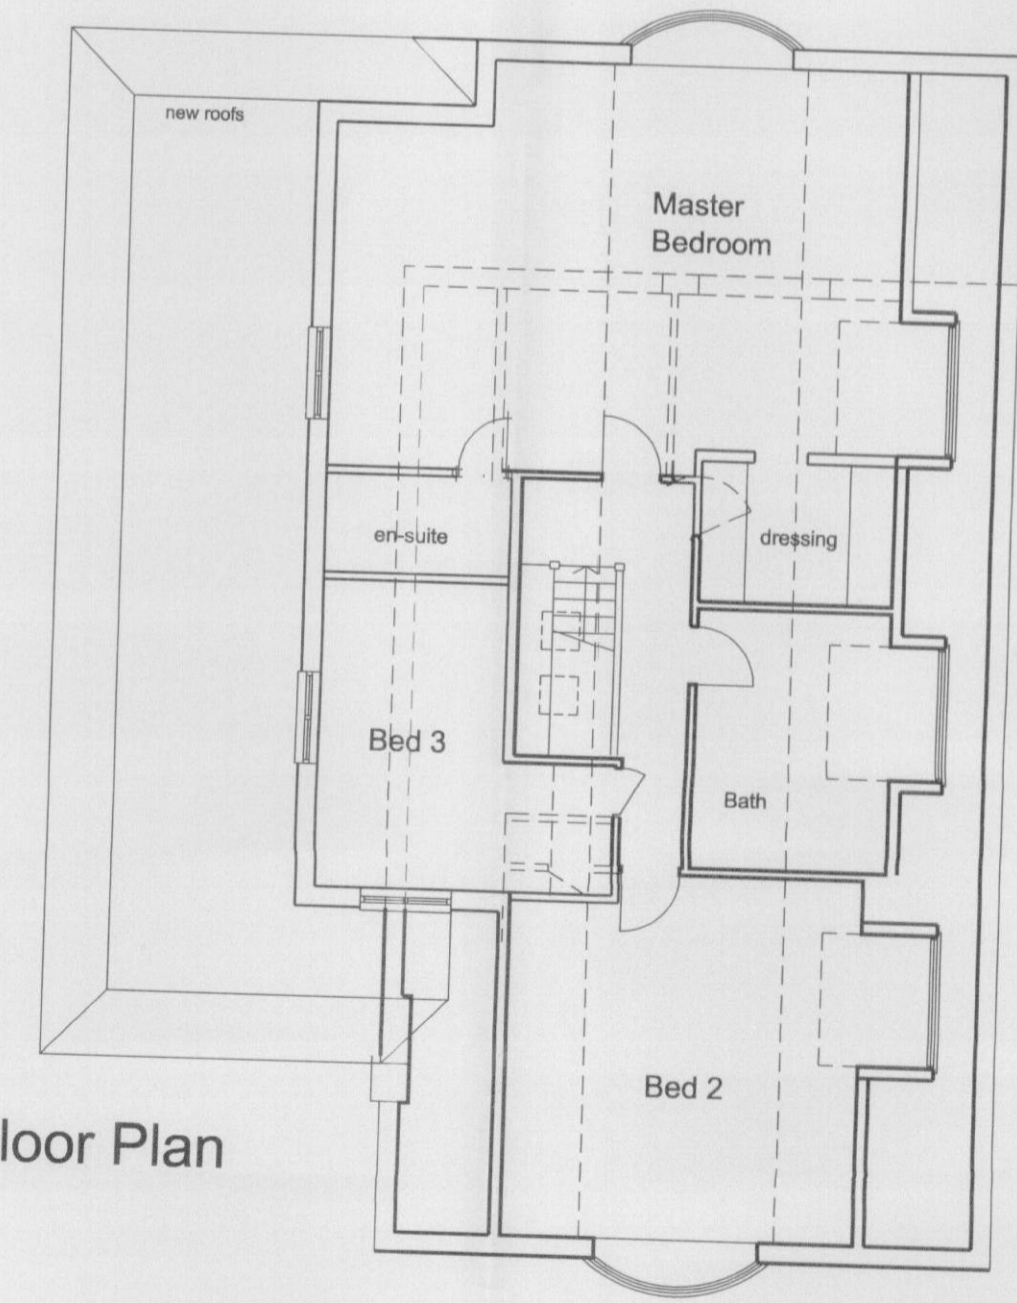 new roofs
Master
Bedroom
en-suite
dressing
Bed 3
Bath
Bed 2
loor Plan